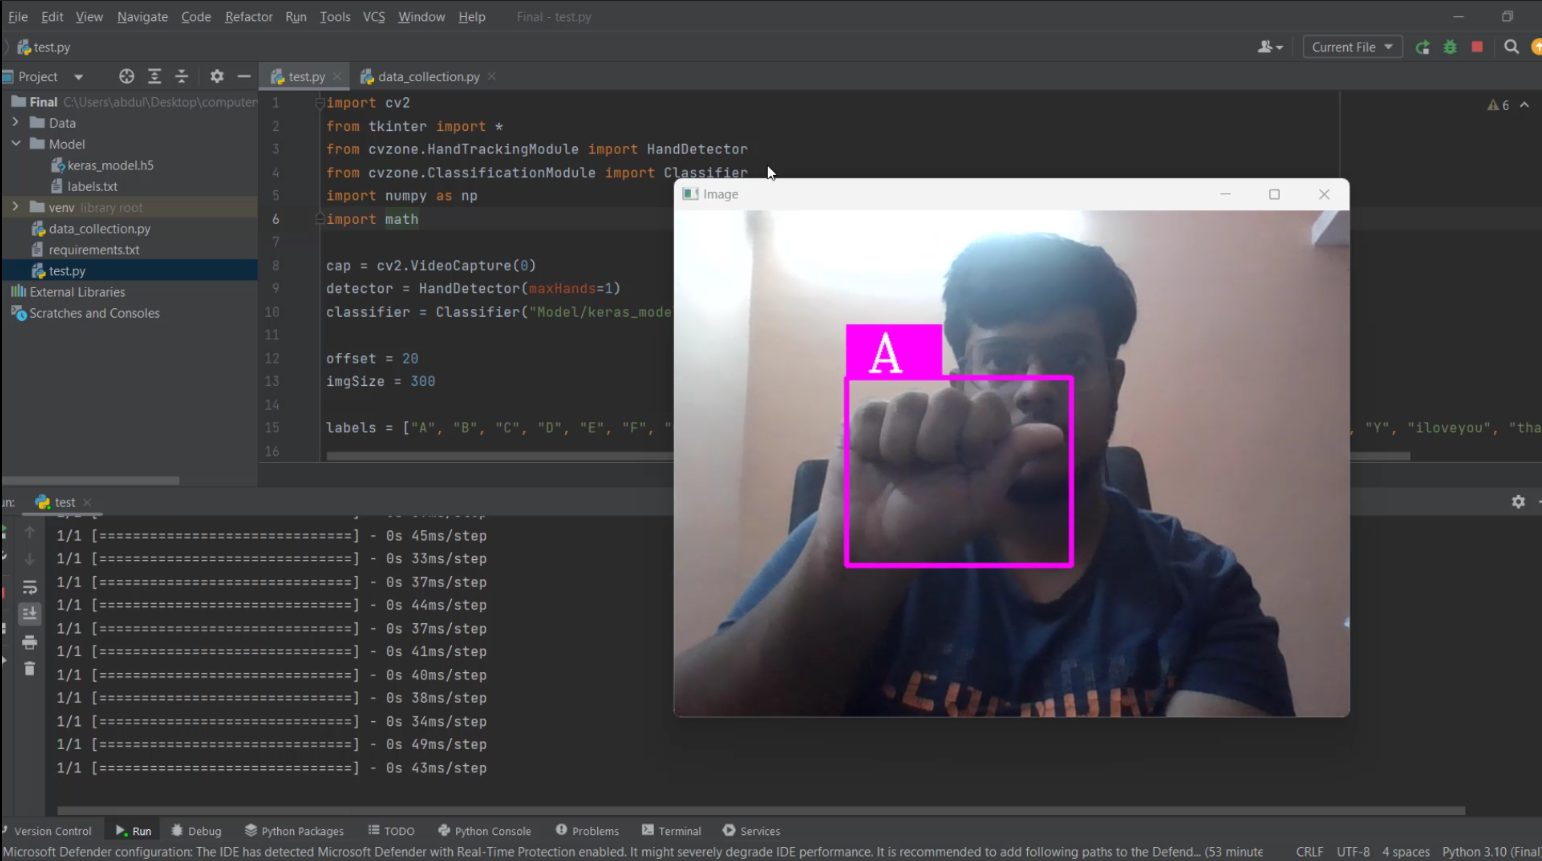 File Edit View Navigate Code Refactor Run Tools VCS Window Help Final - test.py
test.py Current File
Project test.py data_collection.py
Final C:\Users\abdul\Desktop\computer
Data
Model
keras_model.h5
labels.txt
venv library root
data_collection.py
requirements.txt
test.py
External Libraries
Scratches and Consoles
6
1 import cv2
2 from tkinter import *
3 from cvzone.HandTrackingModule import HandDetector
4 from cvzone.ClassificationModule import Classifier
5 import numpy as np
6 import math
7
8 cap = cv2.VideoCapture(0)
9 detector = HandDetector(maxHands=1)
10 classifier = Classifier("Model/keras_mode
11
12 offset = 20
13 imgSize = 300
14
15 labels = ["A", "B", "C", "D", "E", "F", " , "Y", "iloveyou", "tha
16
Image
A
un: test
1/1 [==============================] - 0s 45ms/step
1/1 [==============================] - 0s 33ms/step
1/1 [==============================] - 0s 37ms/step
1/1 [==============================] - 0s 44ms/step
1/1 [==============================] - 0s 37ms/step
1/1 [==============================] - 0s 41ms/step
1/1 [==============================] - 0s 40ms/step
1/1 [==============================] - 0s 38ms/step
1/1 [==============================] - 0s 34ms/step
1/1 [==============================] - 0s 49ms/step
1/1 [==============================] - 0s 43ms/step
Version Control Run Debug Python Packages TODO Python Console Problems Terminal Services
Microsoft Defender configuration: The IDE has detected Microsoft Defender with Real-Time Protection enabled. It might severely degrade IDE performance. It is recommended to add following paths to the Defend... (53 minute CRLF UTF-8 4 spaces Python 3.10 (Final)